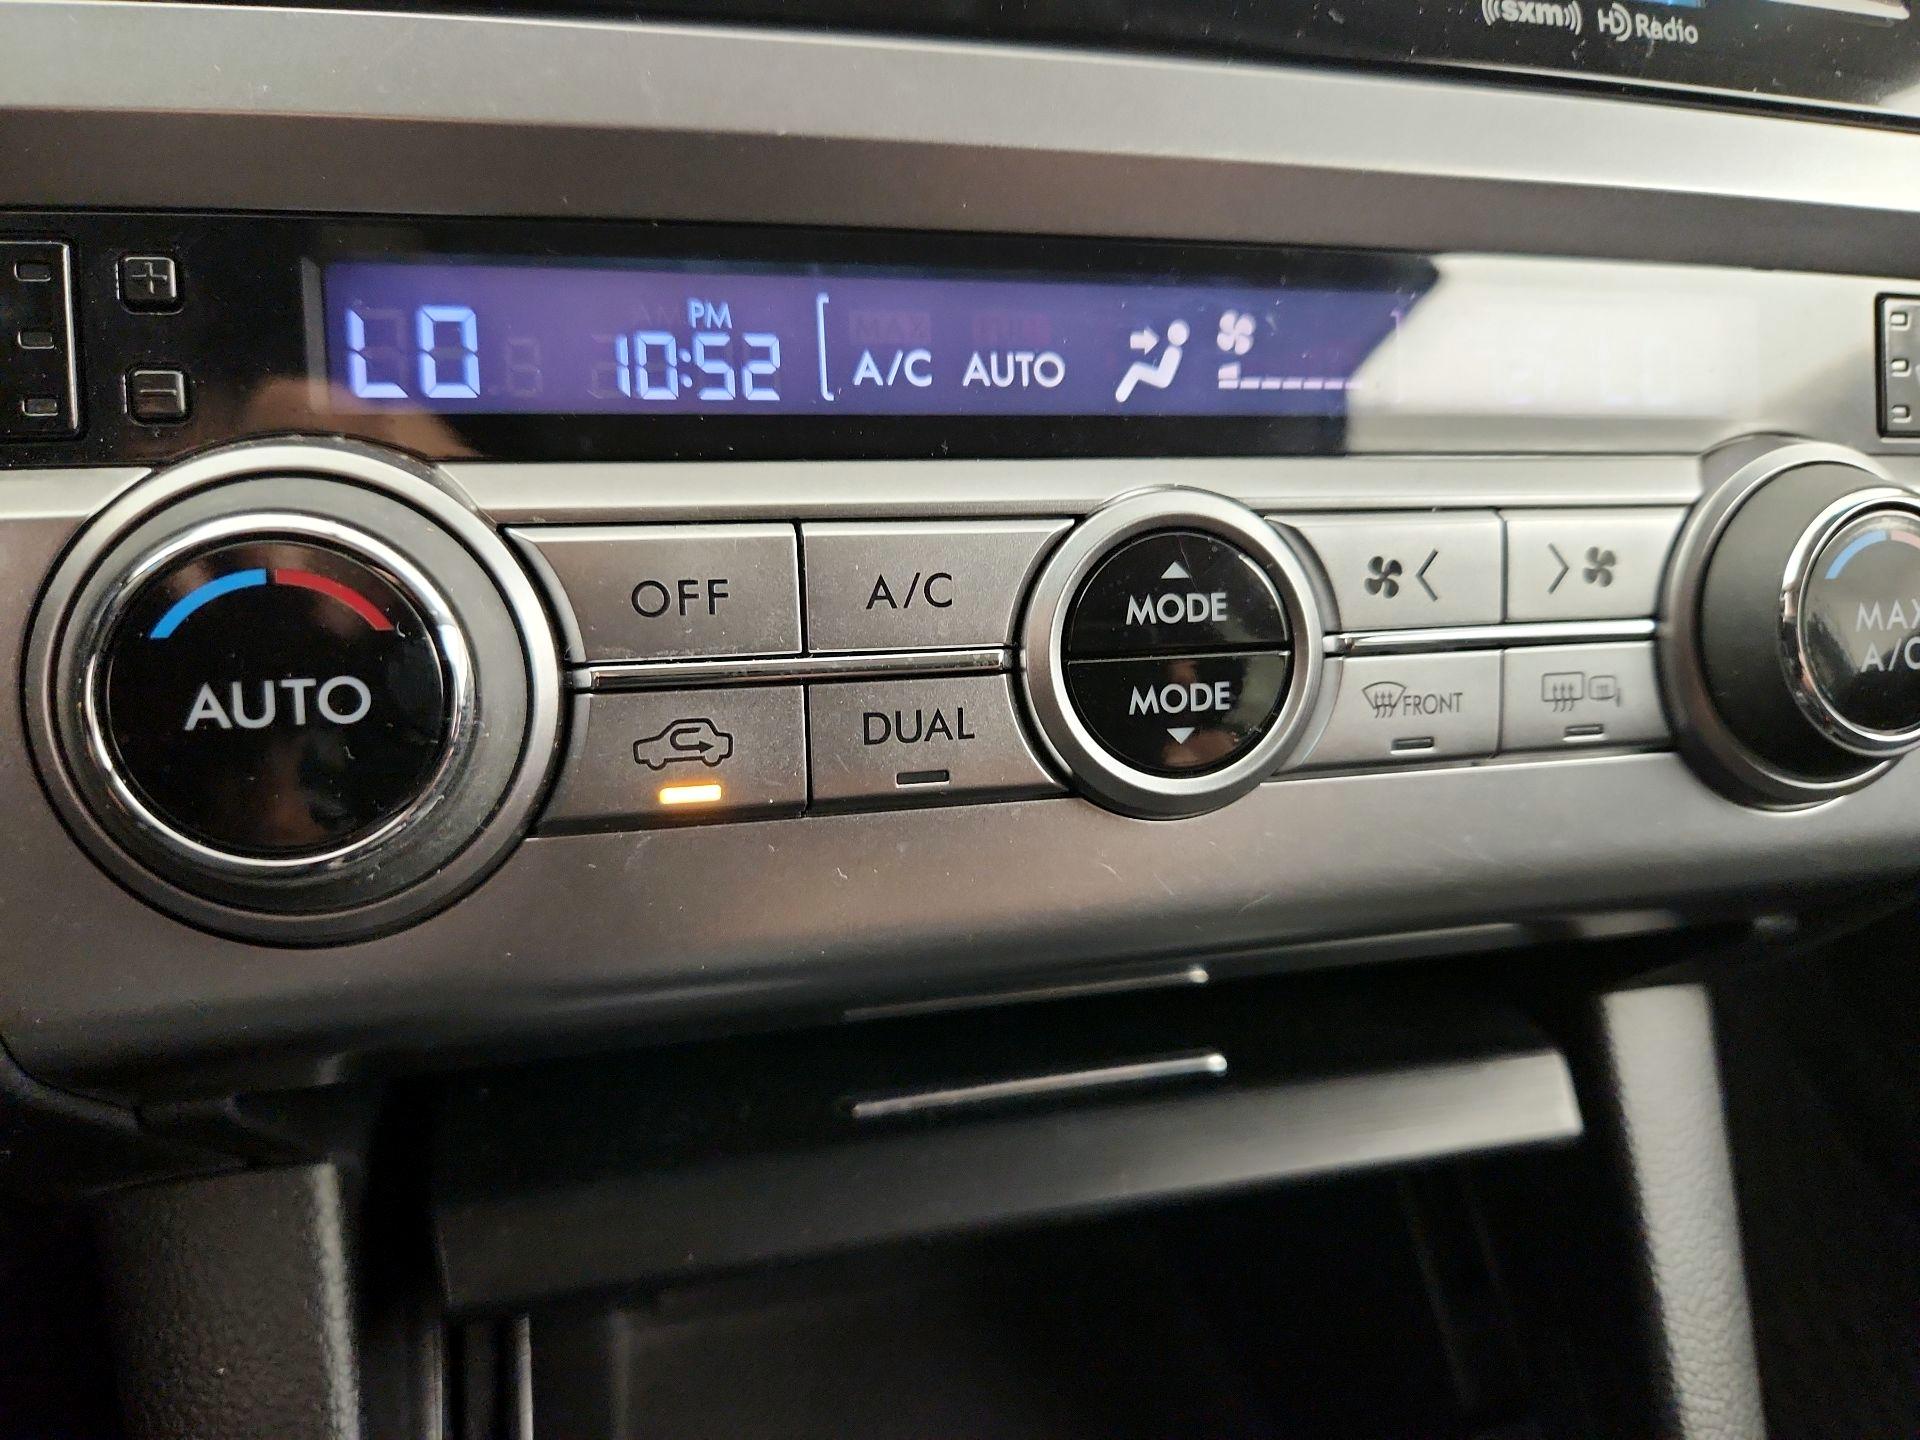 ((sxm)) HD Radio
PM
LO 10:52 A/C AUTO
OFF A/C
MODE
AUTO
MODE
DUAL
FRONT
MAX
A/C